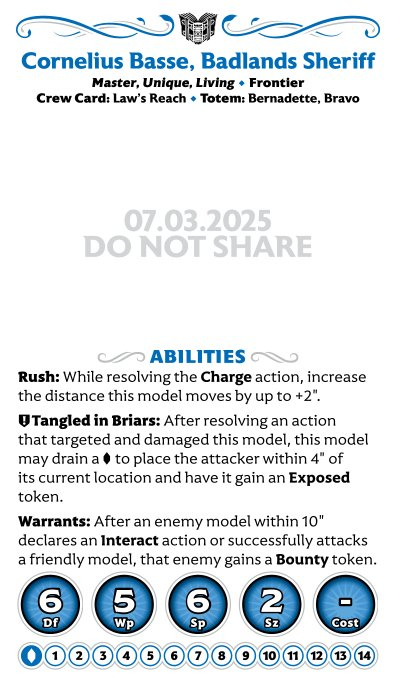 Cornelius Basse, Badlands Sheriff
Master, Unique, Living ⬥ Frontier
Crew Card: Law's Reach ⬥ Totem: Bernadette, Bravo
07.03.2025
DO NOT SHARE
ABILITIES
Rush: While resolving the Charge action, increase
the distance this model moves by up to +2".
Tangled in Briars: After resolving an action
that targeted and damaged this model, this model
may drain a to place the attacker within 4" of
its current location and have it gain an Exposed
token.
Warrants: After an enemy model within 10"
declares an Interact action or successfully attacks
a friendly model, that enemy gains a Bounty token.
6 5 6 2 -
Df Wp Sp Sz Cost
1 2 3 4 5 6 7 8 9 10 11 12 13 14